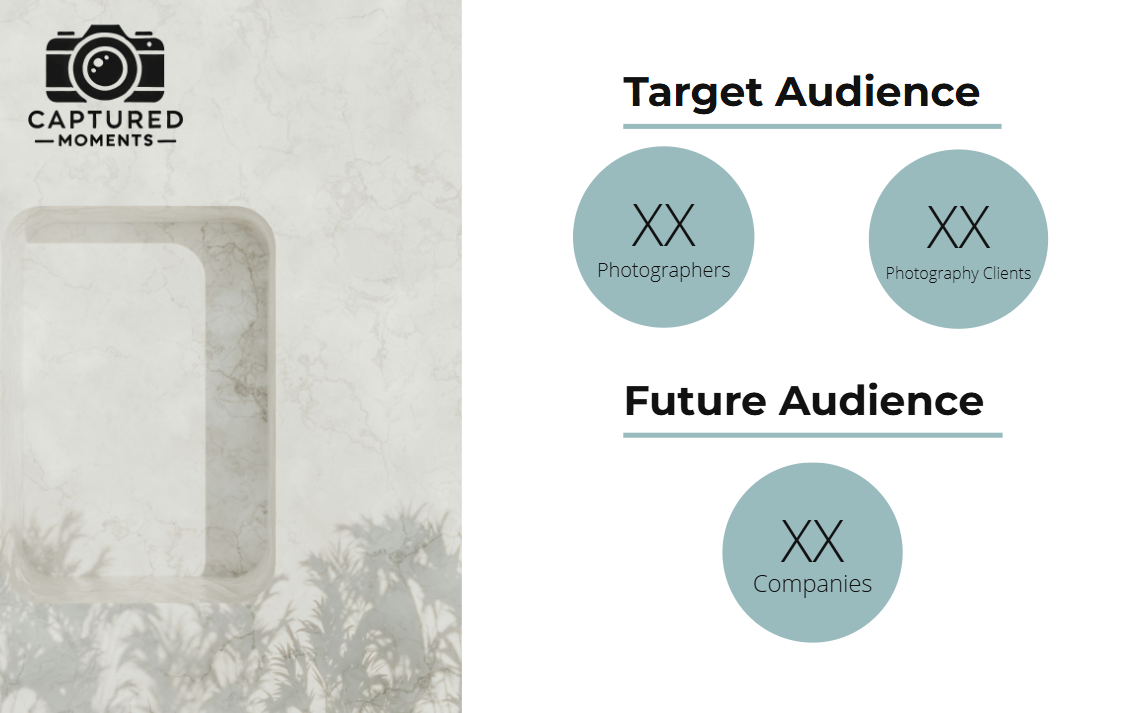 CAPTURED
MOMENTS
Target Audience
XX
Photographers
XX
Photography Clients
Future Audience
XX
Companies